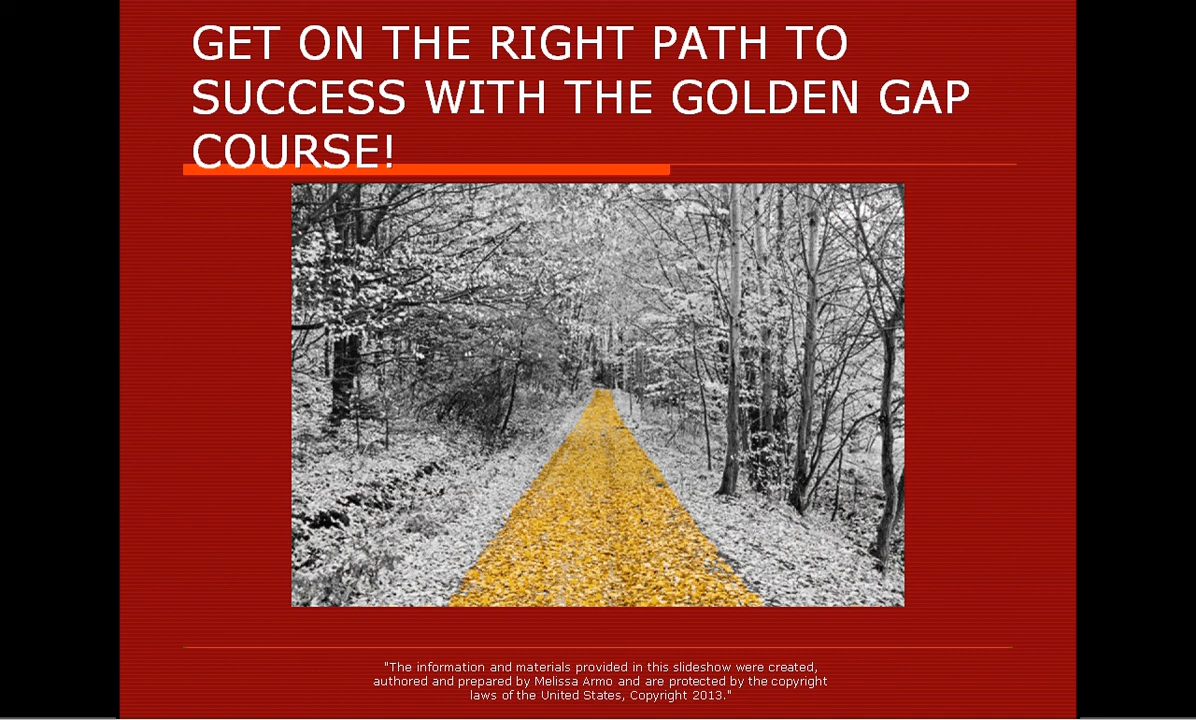 GET ON THE RIGHT PATH TO
SUCCESS WITH THE GOLDEN GAP
COURSE!
"The information and materials provided in this slideshow were created,
authored and prepared by Melissa Armo and are protected by the copyright
laws of the United States, Copyright 2013."